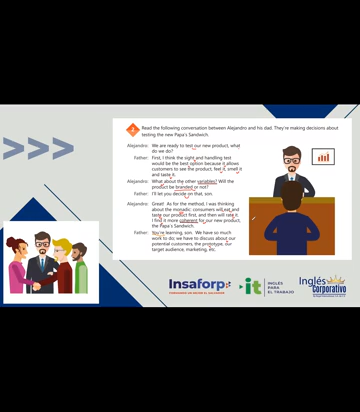 Read the following conversation between Alejandro and his dad. They're making decisions about
testing the new Papa's Sandwich.
Alejandro: We are ready to test our new product, what
do we do?
Father: First, I think the sight and handling test
would be the best option because it allows
customers to see the product, feel it, smell it
and taste it.
Alejandro: What about the other variables? Will the
product be branded or not?
Father: I'll let you decide on that, son.
Alejandro: Great! As for the method, I was thinking
about the monadic: consumers will eat and
taste our product first, and then will rate it.
I find it more coherent for our new product,
the Papa's Sandwich.
Father: You're learning, son. We have so much
work to do; we have to discuss about our
potential customers, the prototype, our
target audience, marketing, etc.
Insaforp
it
INGLÉS
PARA
EL TRABAJO
Inglés
Corporativo